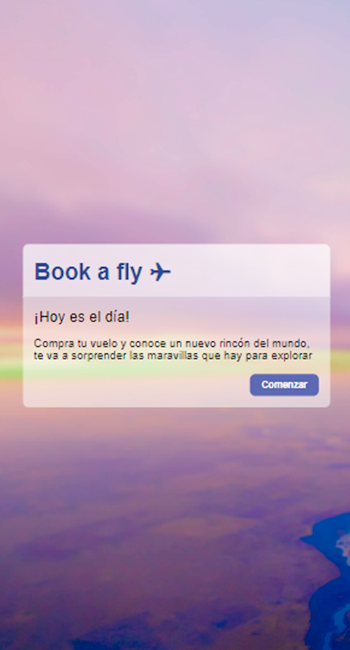 Book a fly ✈
¡Hoy es el día!
Compra tu vuelo y conoce un nuevo rincón del mundo,
te va a sorprender las maravillas que hay para explorar
Comenzar